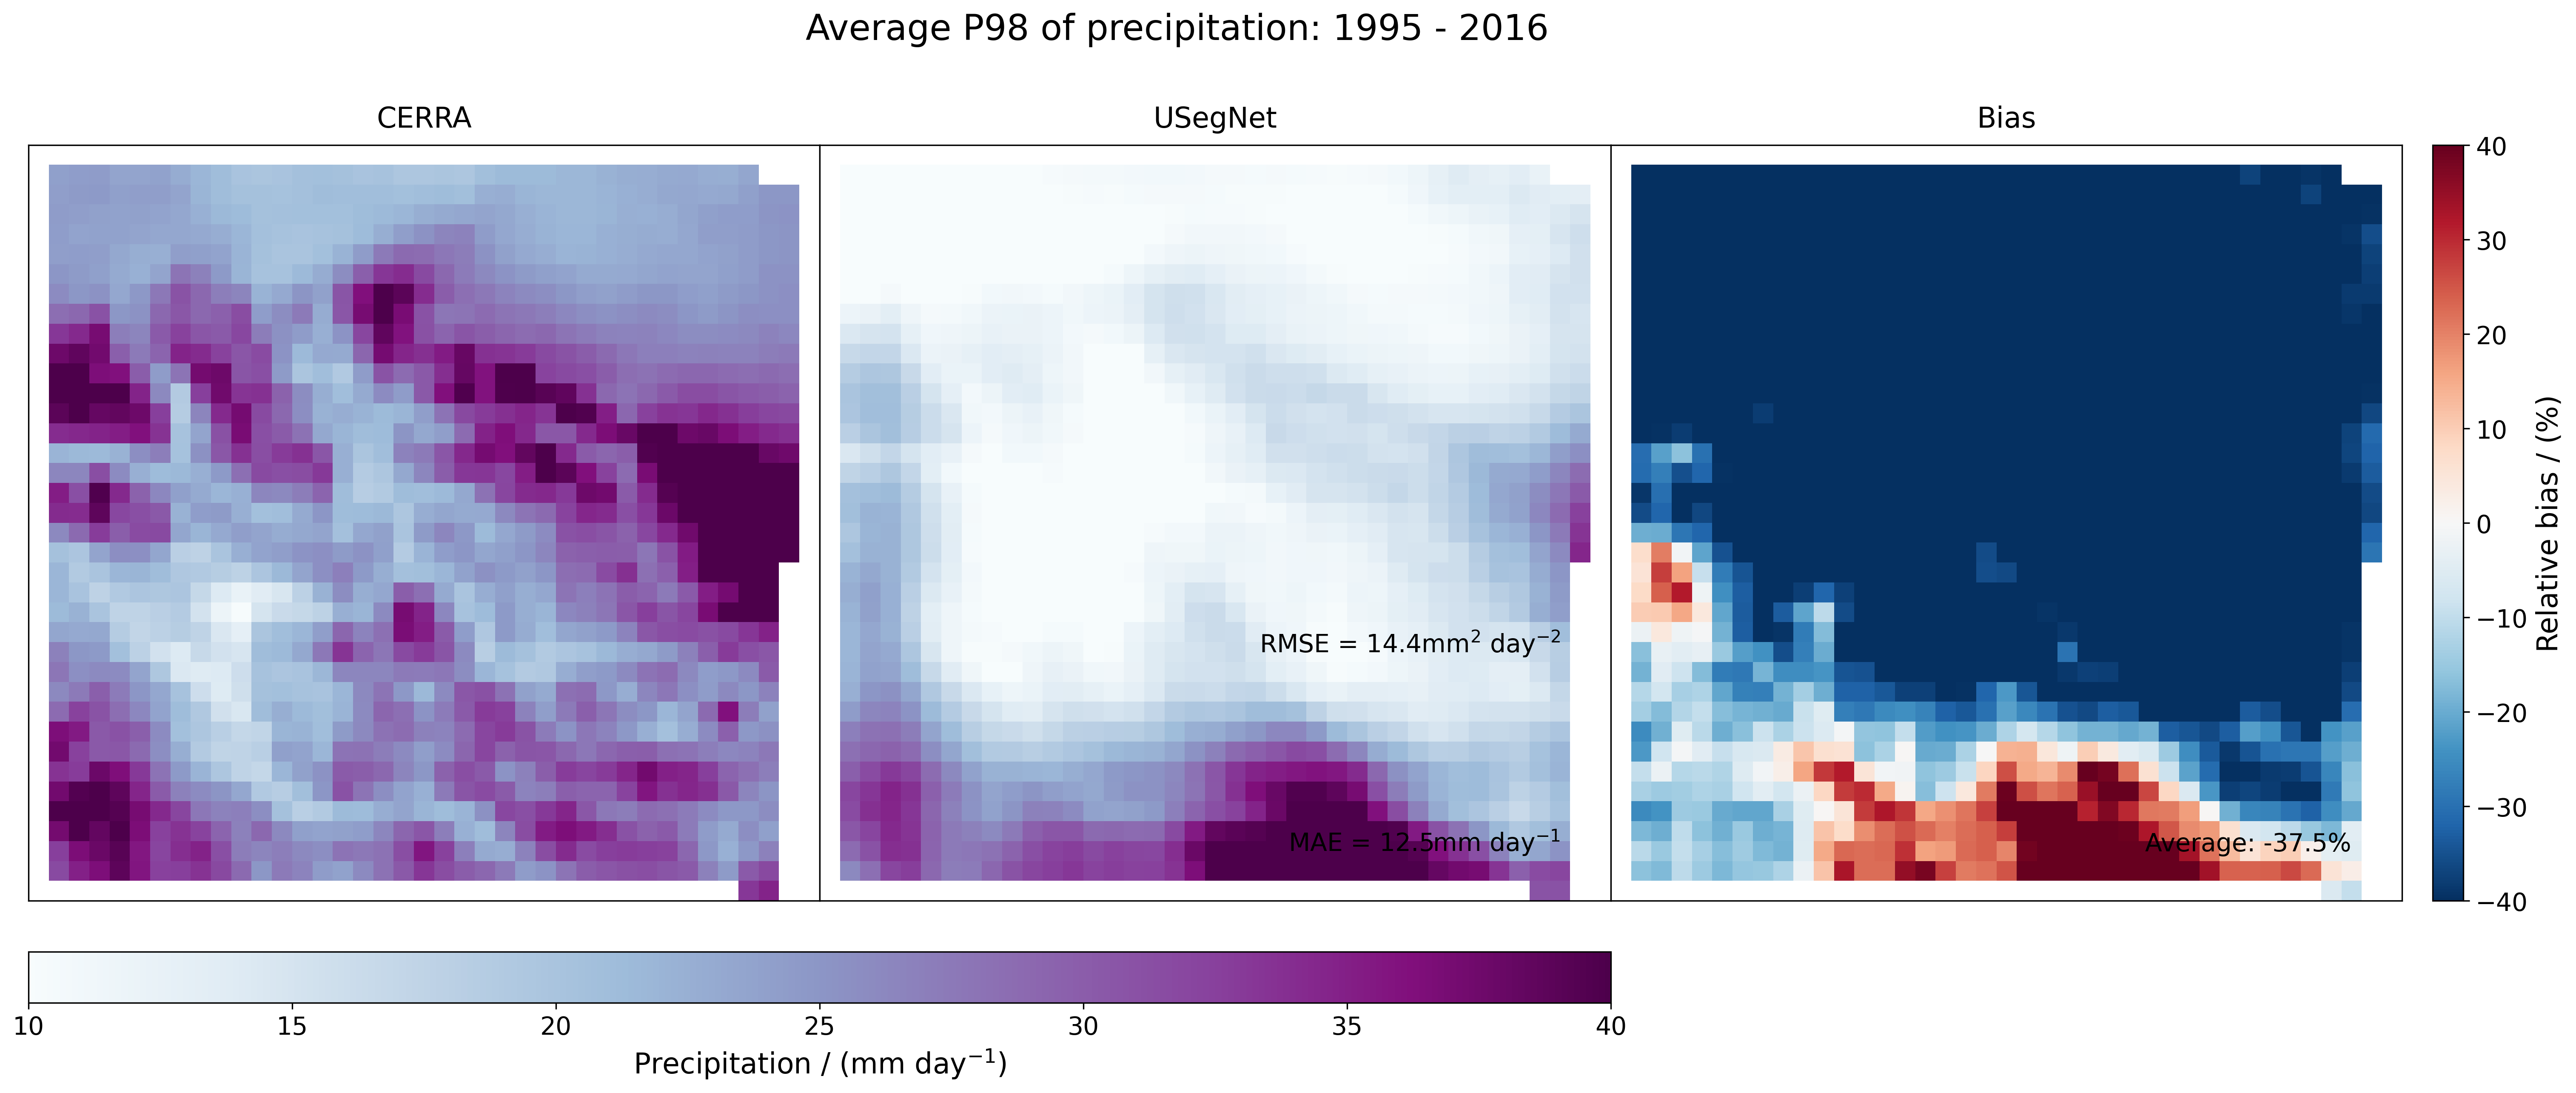 Average P98 of precipitation: 1995 - 2016
CERRA
USegNet
Bias
RMSE = 14.4mm² day⁻²
MAE = 12.5mm day⁻¹
Average: -37.5%
40
30
20
10
0
−10
−20
−30
−40
Relative bias / (%)
10 15 20 25 30 35 40
Precipitation / (mm day⁻¹)